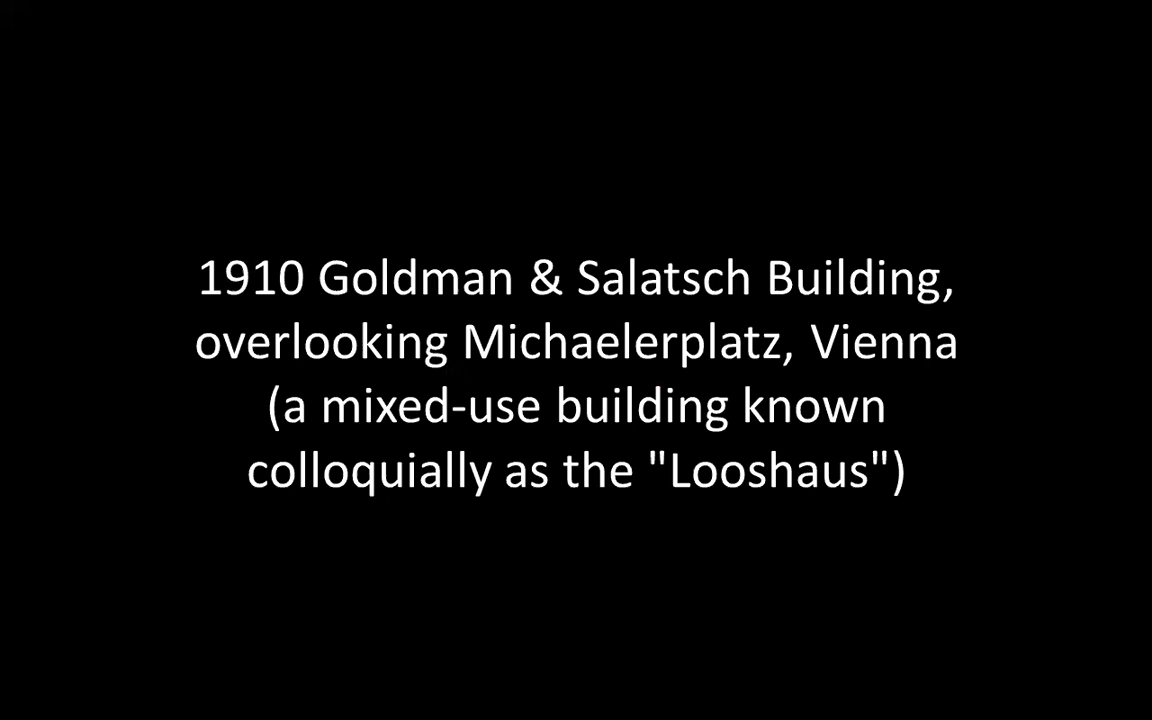 1910 Goldman & Salatsch Building,
overlooking Michaelerplatz, Vienna
(a mixed-use building known
colloquially as the "Looshaus")